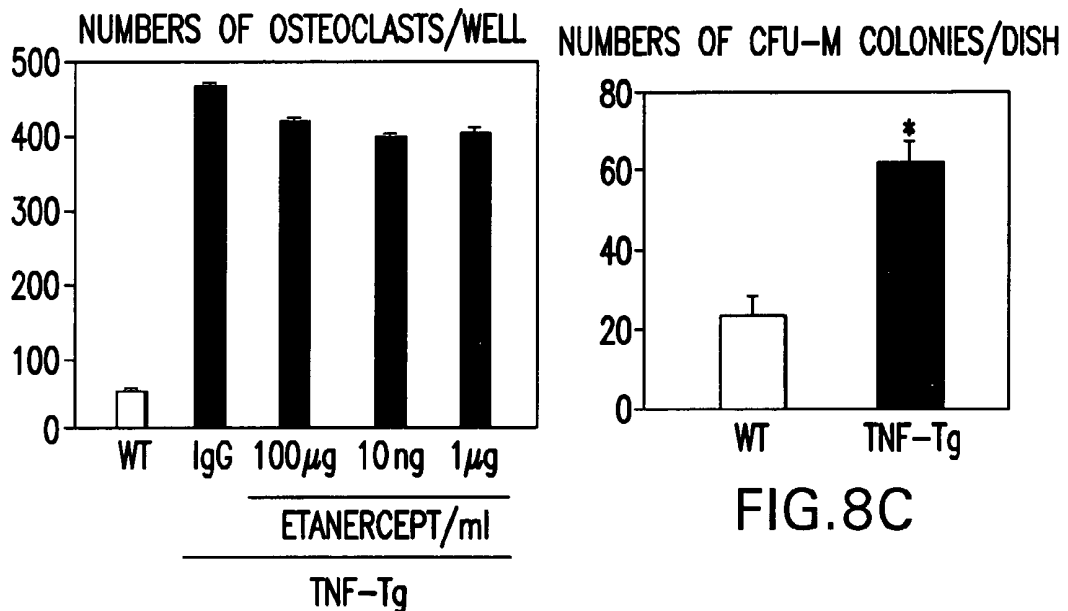 NUMBERS OF OSTEOCLASTS/WELL
500
400
300
200
100
0
WT IgG 100μg 10ng 1μg
ETANERCEPT/ml
TNF-Tg
NUMBERS OF CFU-M COLONIES/DISH
80
60
40
20
0
*
WT TNF-Tg
FIG.8C